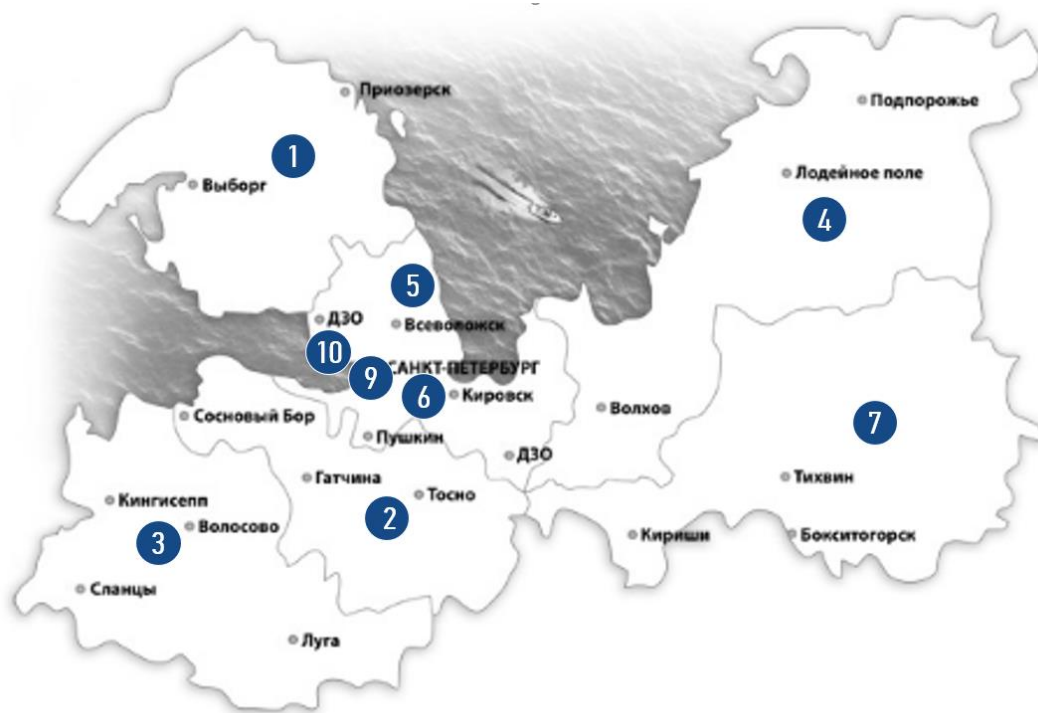 Приозерск
Подпорожье
1
Выборг
Лодейное поле
4
5
ДЗО
Всеволожск
10
САНКТ-ПЕТЕРБУРГ
9
6
Кировск
Сосновый Бор
Волхов
7
Пушкин
ДЗО
Гатчина
Тосно
Тихвин
Кингисепп
2
Волосово
3
Кириши
Бокситогорск
Сланцы
Луга